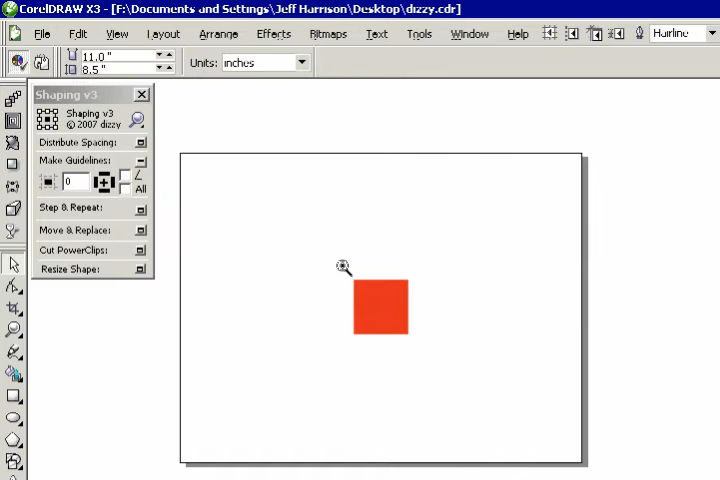 CorelDRAW X3 - [F:\Documents and Settings\Jeff Harrison\Desktop\dizzy.cdr]
File Edit View Layout Arrange Effects Bitmaps Text Tools Window Help Hairline
11.0 "
8.5 "
Units: inches
Shaping v3
Shaping v3
© 2007 dizzy
Distribute Spacing:
Make Guidelines:
0
All
Step & Repeat:
Move & Replace:
Cut PowerClips:
Resize Shape: